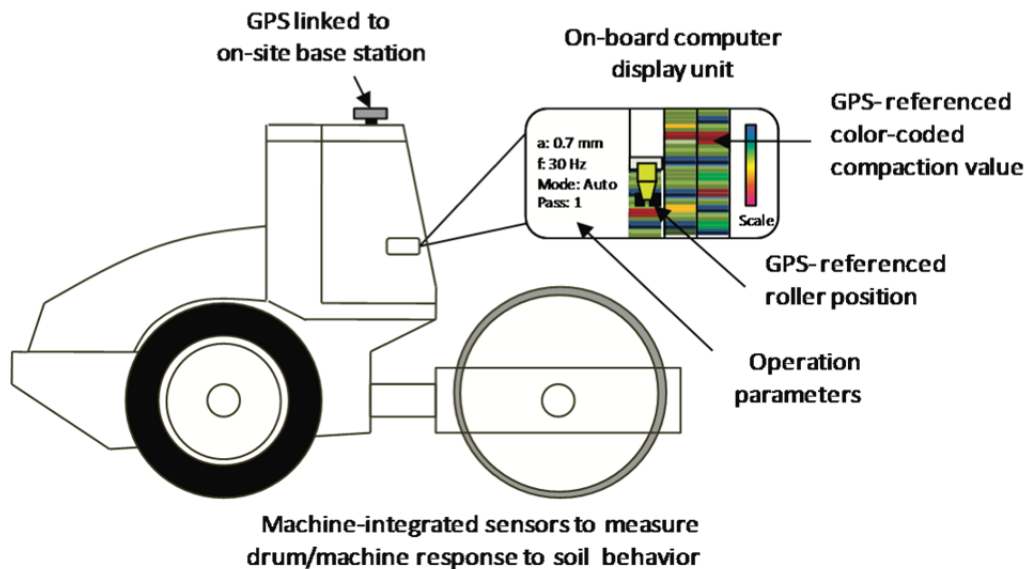 GPS linked to
on-site base station
On-board computer
display unit
GPS-referenced
color-coded
compaction value
a: 0.7 mm
f: 30 Hz
Mode: Auto
Pass: 1
Scale
GPS-referenced
roller position
Operation
parameters
Machine-integrated sensors to measure
drum/machine response to soil behavior